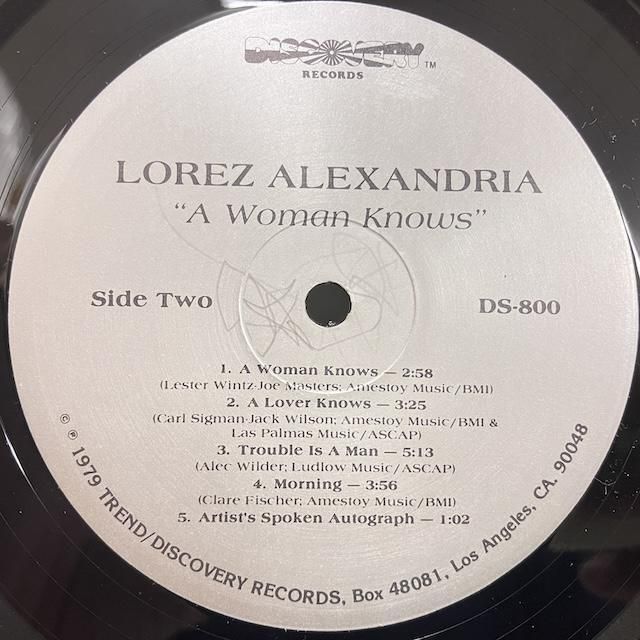 DISCOVERY TM
RECORDS
LOREZ ALEXANDRIA
"A Woman Knows"
Side Two
DS-800
1. A Woman Knows — 2:58
(Lester Wintz-Joe Masters; Amestoy Music/BMI)
2. A Lover Knows — 3:25
(Carl Sigman-Jack Wilson; Amestoy Music/BMI &
Las Palmas Music/ASCAP)
3. Trouble Is A Man — 5:13
(Alec Wilder; Ludlow Music/ASCAP)
4. Morning — 3:56
(Clare Fischer; Amestoy Music/BMI)
5. Artist's Spoken Autograph — 1:02
© ℗ 1979 TREND/DISCOVERY RECORDS, Box 48081, Los Angeles, CA. 90048